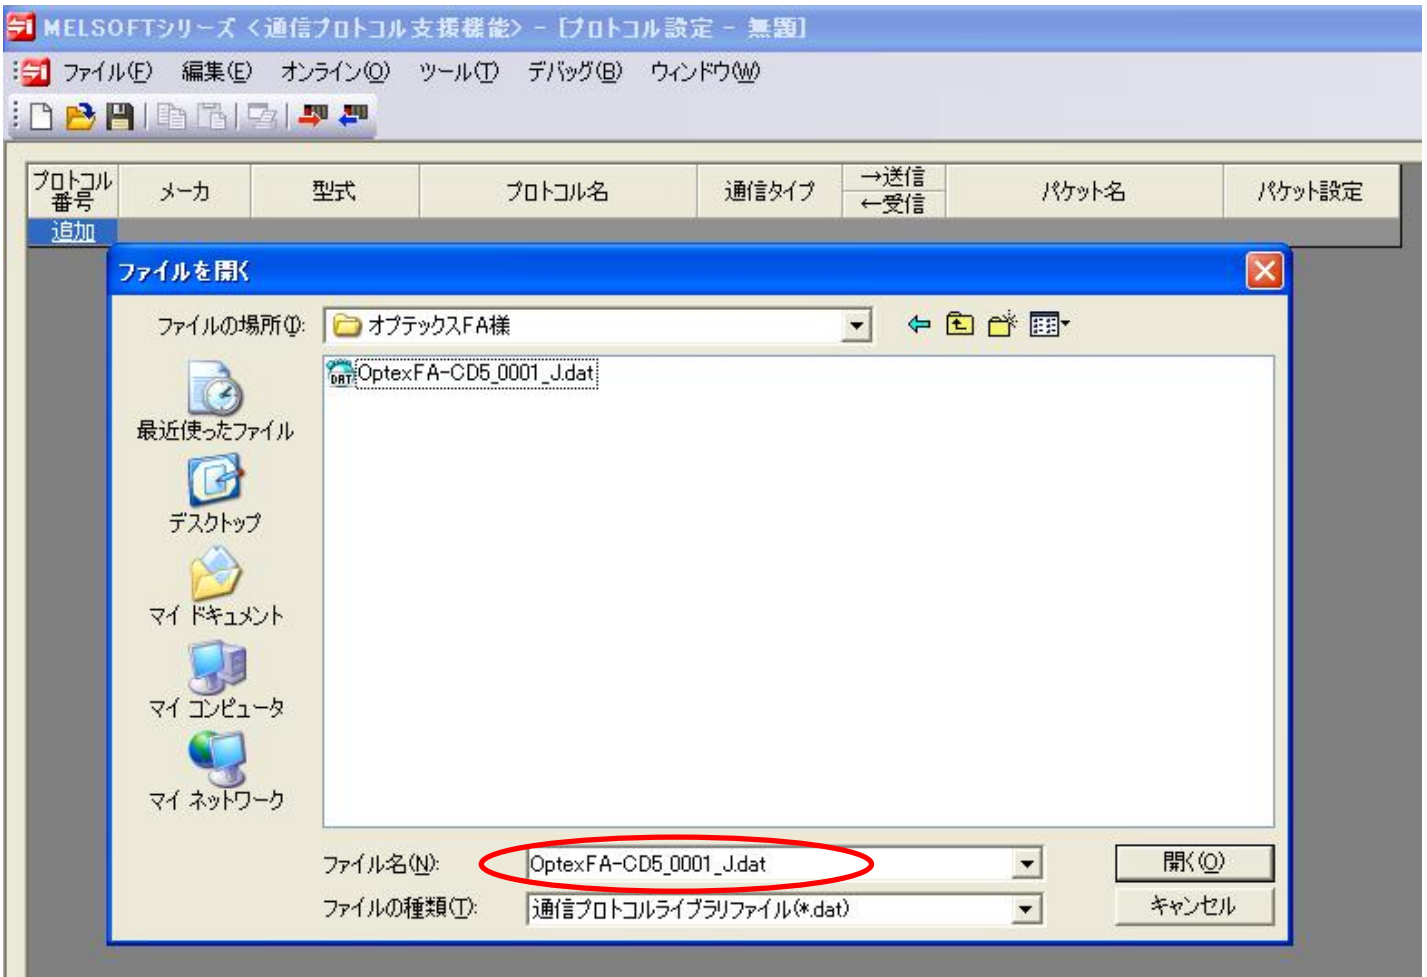 MELSOFTシリーズ <通信プロトコル支援機能> - [プロトコル設定 - 無題]
ファイル(F) 編集(E) オンライン(O) ツール(T) デバッグ(B) ウィンドウ(W)
プロトコル番号 メーカ 型式 プロトコル名 通信タイプ →送信 ←受信 パケット名 パケット設定
追加
ファイルを開く
ファイルの場所(I): オプテックスFA様
DAT OptexFA-CD5_0001_J.dat
最近使ったファイル
デスクトップ
マイ ドキュメント
マイ コンピュータ
マイ ネットワーク
ファイル名(N): OptexFA-CD5_0001_J.dat 開く(O)
ファイルの種類(T): 通信プロトコルライブラリファイル(*.dat) キャンセル